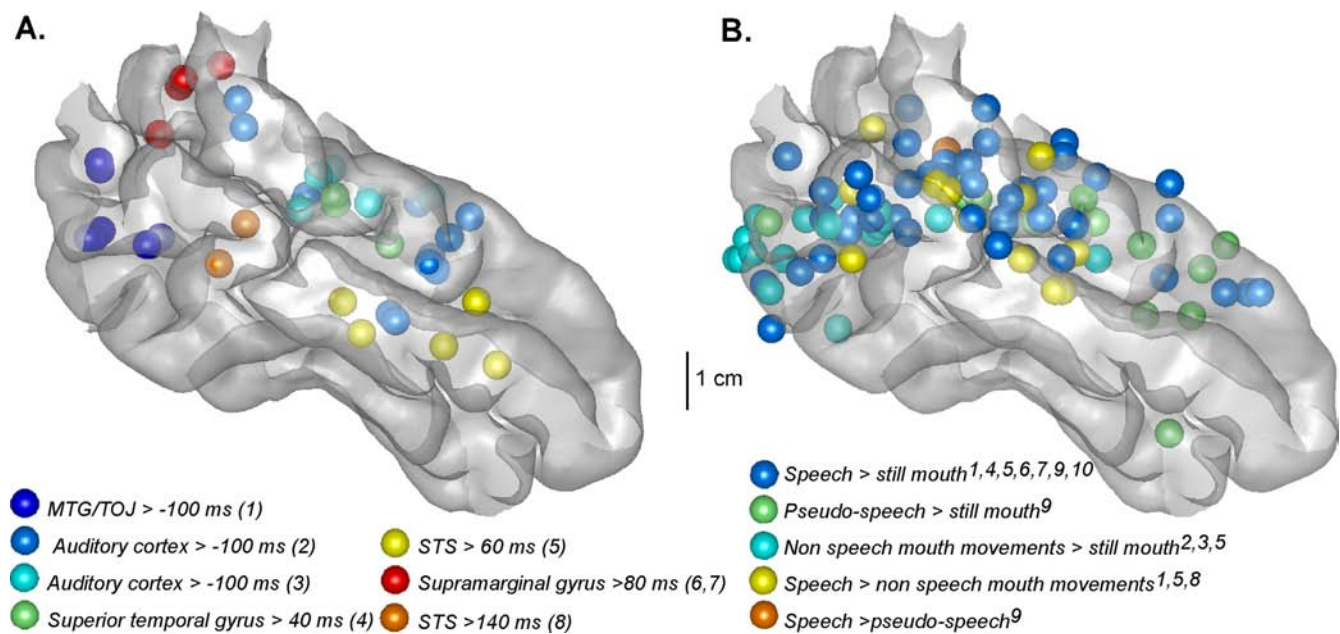 A.
B.
1 cm
MTG/TOJ > -100 ms (1)
Auditory cortex > -100 ms (2)
Auditory cortex > -100 ms (3)
Superior temporal gyrus > 40 ms (4)
STS > 60 ms (5)
Supramarginal gyrus >80 ms (6,7)
STS >140 ms (8)
Speech > still mouth1,4,5,6,7,9,10
Pseudo-speech > still mouth9
Non speech mouth movements > still mouth2,3,5
Speech > non speech mouth movements1,5,8
Speech >pseudo-speech9